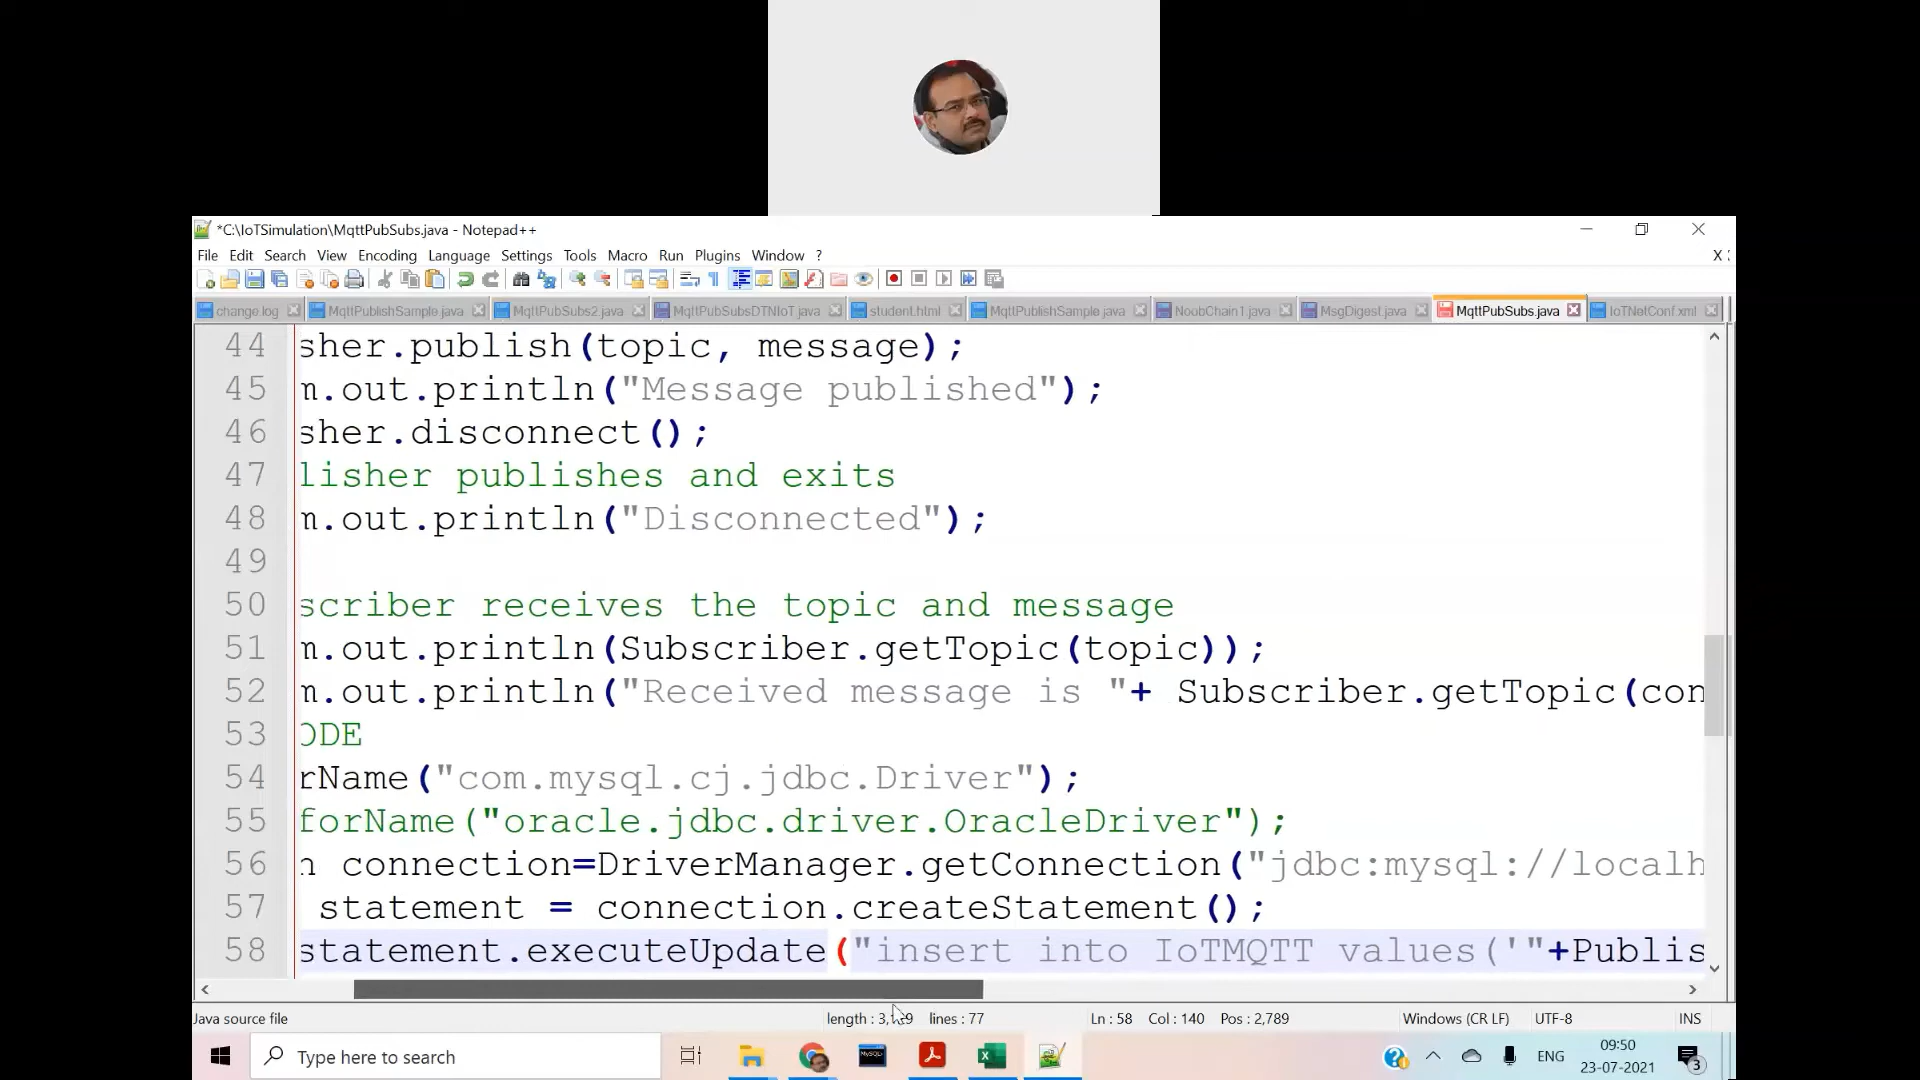 *C:\IoTSimulation\MqttPubSubs.java - Notepad++
File Edit Search View Encoding Language Settings Tools Macro Run Plugins Window ? X
change.log MqttPublishSample.java MqttPubSubs2.java MqttPubSubsDTNIoT.java student.html MqttPublishSample.java NoobChain1.java MsgDigest.java MqttPubSubs.java IoTNetConf.xml
44 sher.publish(topic, message);
45 m.out.println("Message published");
46 sher.disconnect();
47 lisher publishes and exits
48 m.out.println("Disconnected");
49
50 scriber receives the topic and message
51 m.out.println(Subscriber.getTopic(topic));
52 m.out.println("Received message is "+ Subscriber.getTopic(con
53 ODE
54 rName("com.mysql.cj.jdbc.Driver");
55 forName("oracle.jdbc.driver.OracleDriver");
56 n connection=DriverManager.getConnection("jdbc:mysql://localh
57 statement = connection.createStatement();
58 statement.executeUpdate("insert into IoTMQTT values('"+Publis
Java source file length : lines : 77 Ln : 58 Col : 140 Pos : 2,789 Windows (CR LF) UTF-8 INS
Type here to search MySQL ENG 09:50
23-07-2021 3